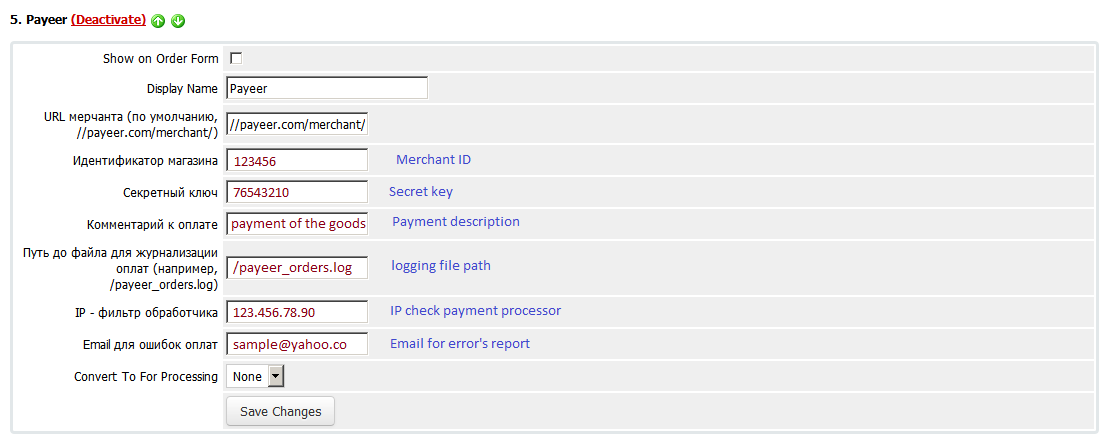 5. Payeer (Deactivate)
Show on Order Form
Display Name Payeer
URL мерчанта (по умолчанию,
//payeer.com/merchant/) //payeer.com/merchant/
Идентификатор магазина 123456 Merchant ID
Секретный ключ 76543210 Secret key
Комментарий к оплате payment of the goods Payment description
Путь до файла для журнализации
оплат (например, /payeer_orders.log logging file path
/payeer_orders.log)
IP - фильтр обработчика 123.456.78.90 IP check payment processor
Email для ошибок оплат sample@yahoo.co Email for error's report
Convert To For Processing None
Save Changes